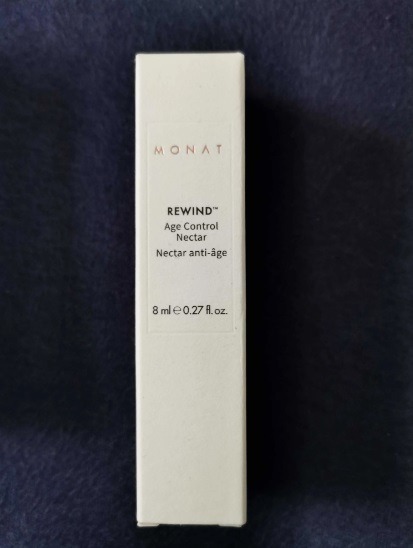 MONAT
REWIND™
Age Control
Nectar
Nectar anti-âge
8 ml ℮ 0.27 fl. oz.